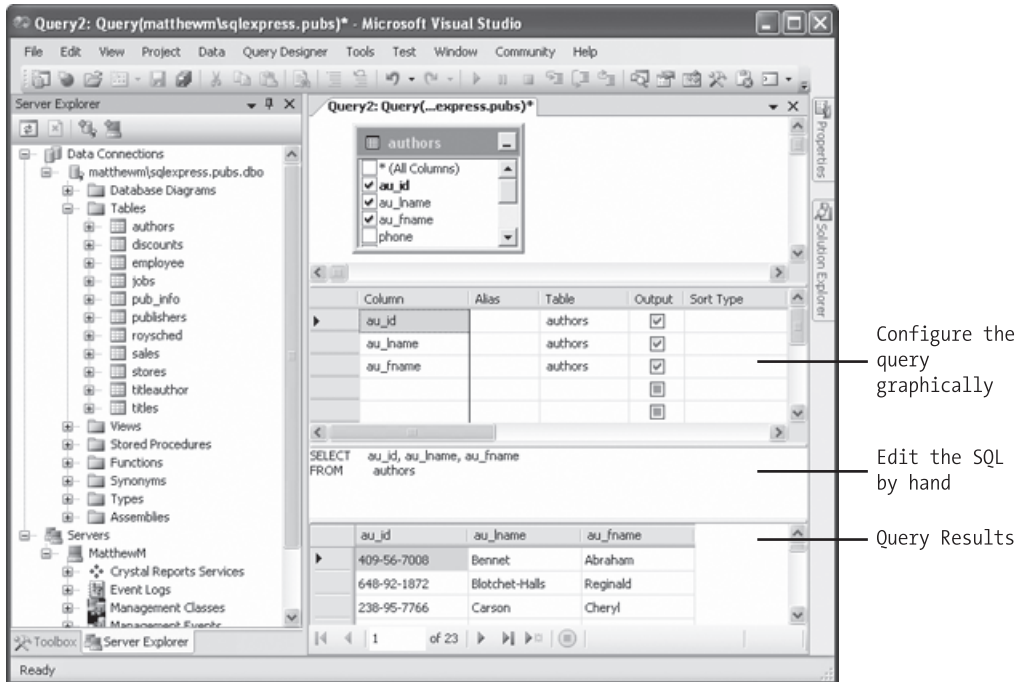 Query2: Query(matthewm\sqlexpress.pubs)* - Microsoft Visual Studio
File Edit View Project Data Query Designer Tools Test Window Community Help
Server Explorer
Data Connections
matthewm\sqlexpress.pubs.dbo
Database Diagrams
Tables
authors
discounts
employee
jobs
pub_info
publishers
roysched
sales
stores
titleauthor
titles
Views
Stored Procedures
Functions
Synonyms
Types
Assemblies
Servers
MatthewM
Crystal Reports Services
Event Logs
Management Classes
Management Events
Toolbox Server Explorer
Query2: Query(...express.pubs)*
authors
* (All Columns)
au_id
au_lname
au_fname
phone
Column Alias Table Output Sort Type
au_id authors
au_lname authors
au_fname authors
SELECT au_id, au_lname, au_fname
FROM authors
au_id au_lname au_fname
409-56-7008 Bennet Abraham
648-92-1872 Blotchet-Halls Reginald
238-95-7766 Carson Cheryl
1 of 23
Properties
Solution Explorer
Ready
Configure the
query
graphically
Edit the SQL
by hand
Query Results